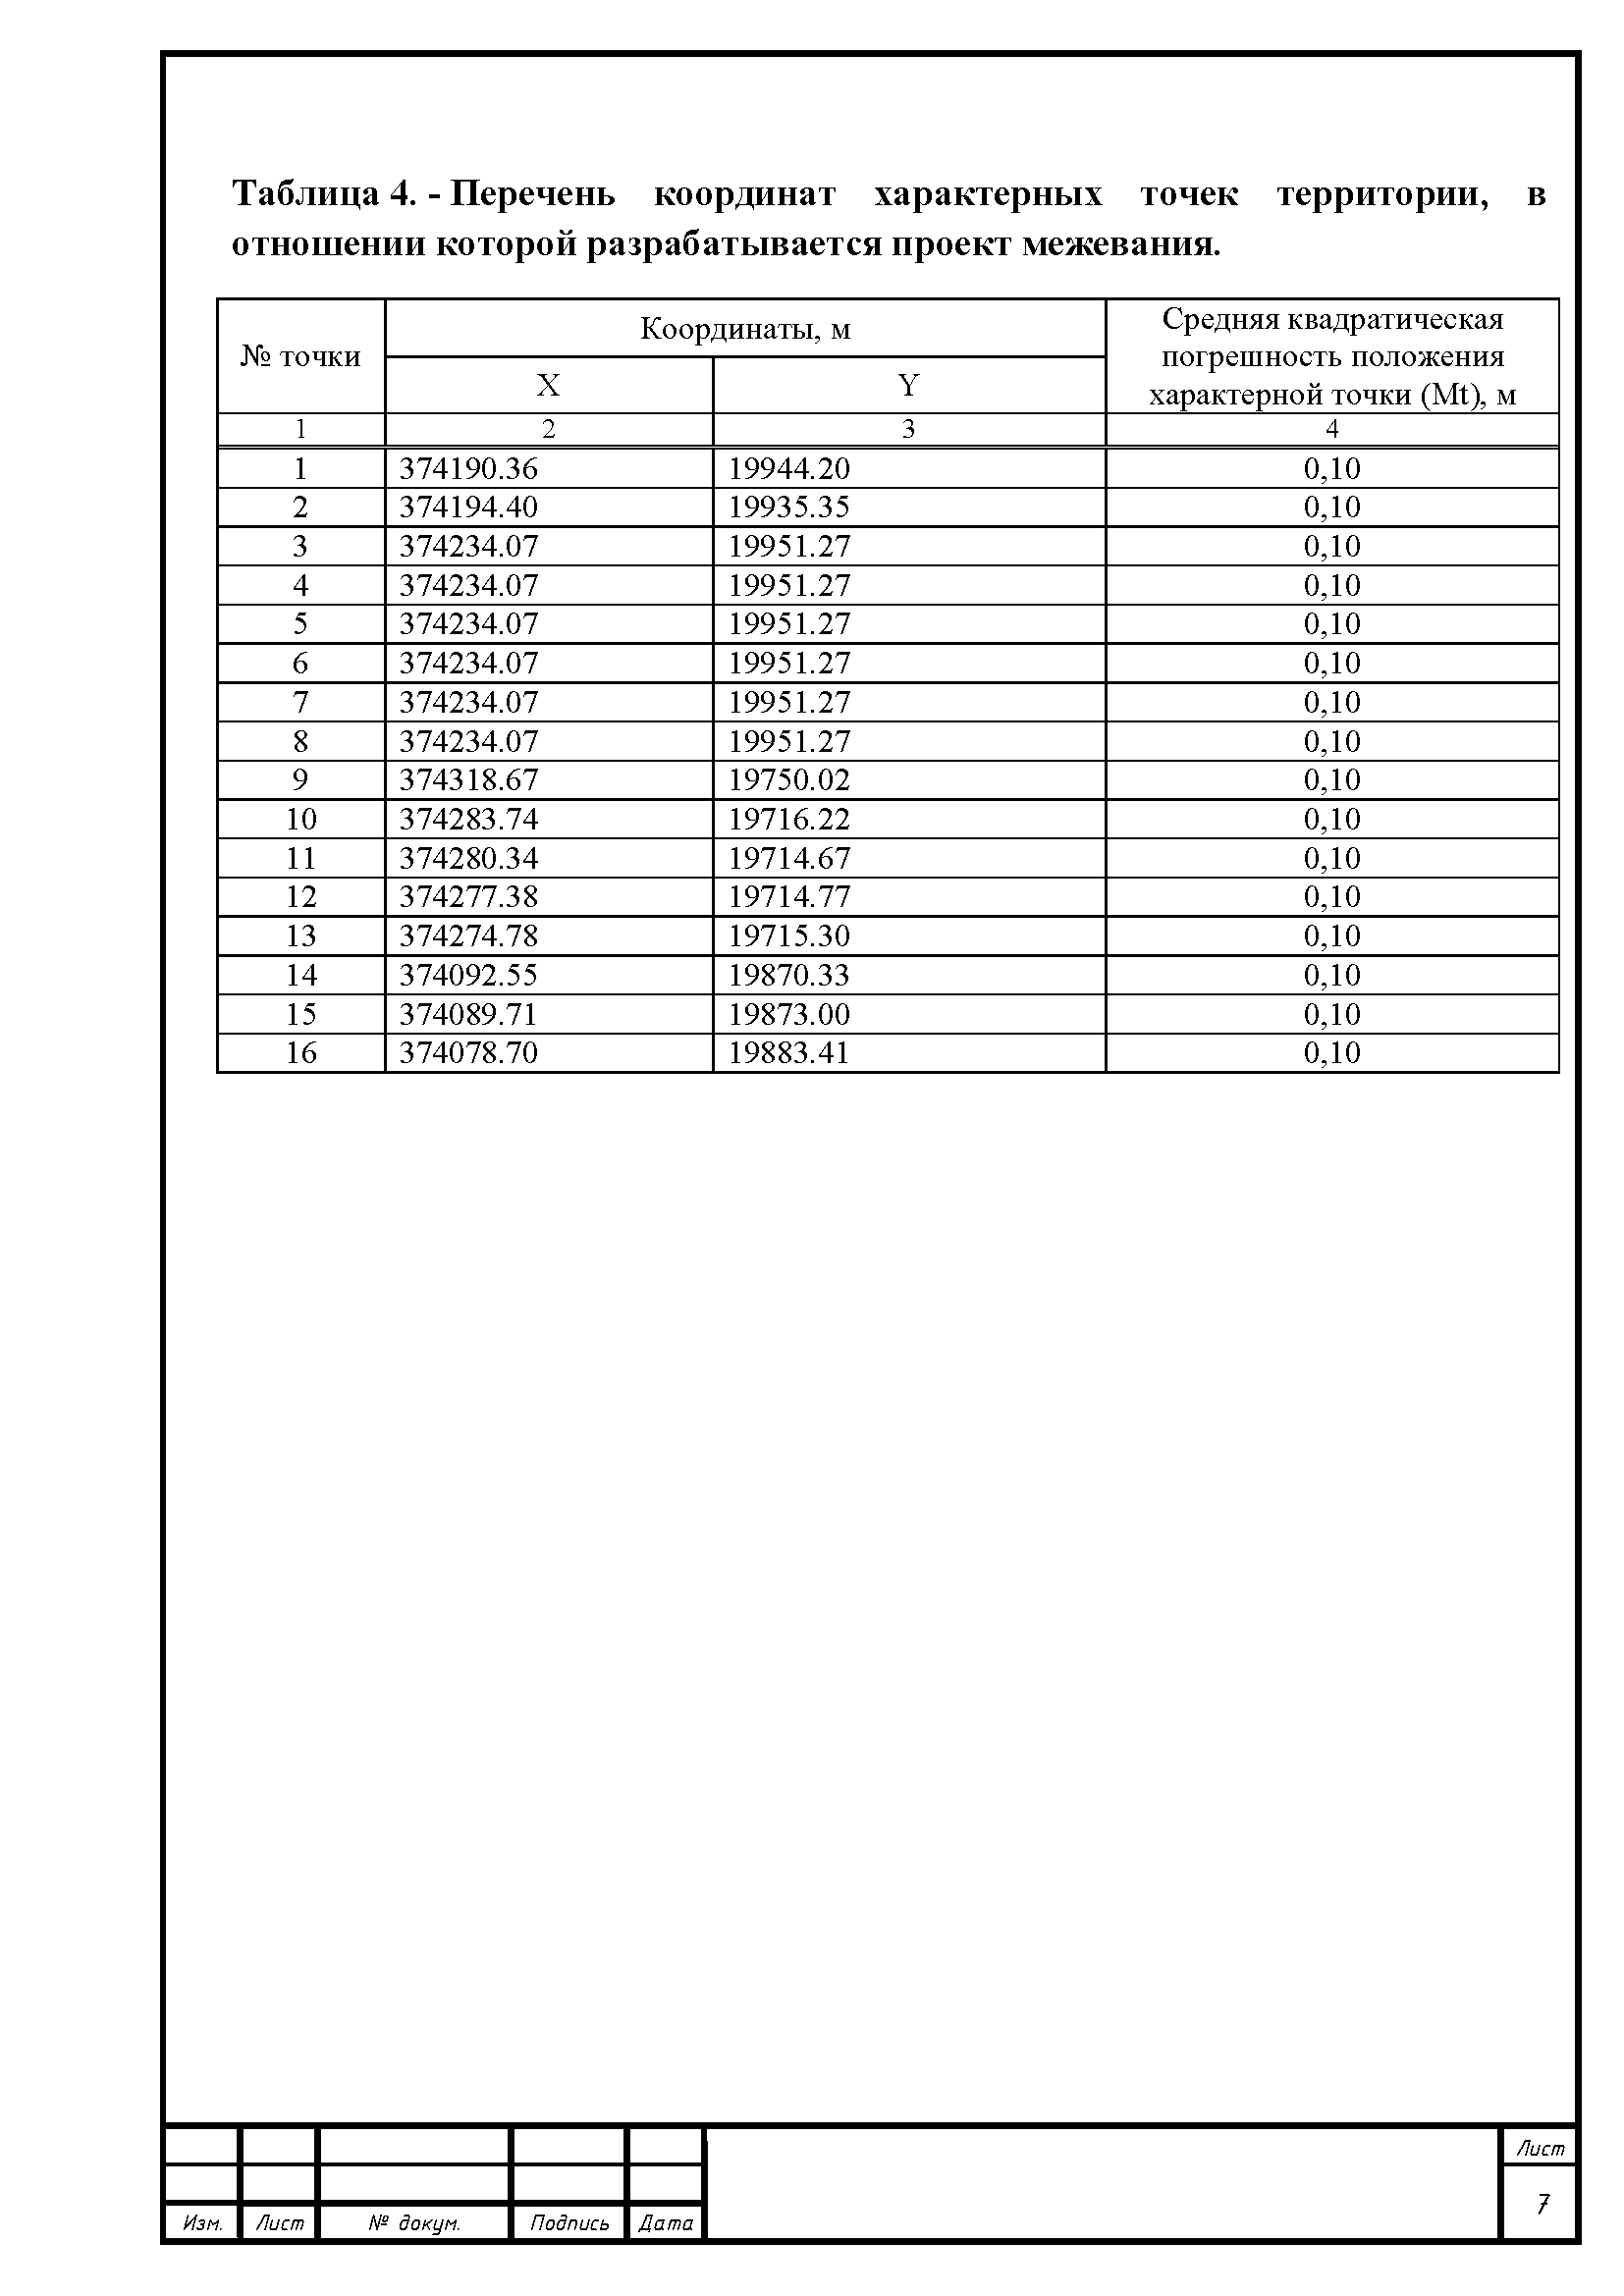 Таблица 4. - Перечень координат характерных точек территории, в
отношении которой разрабатывается проект межевания.
№ точки Координаты, м Средняя квадратическая
погрешность положения
характерной точки (Mt), м
X Y
1 2 3 4
1 374190.36 19944.20 0,10
2 374194.40 19935.35 0,10
3 374234.07 19951.27 0,10
4 374234.07 19951.27 0,10
5 374234.07 19951.27 0,10
6 374234.07 19951.27 0,10
7 374234.07 19951.27 0,10
8 374234.07 19951.27 0,10
9 374318.67 19750.02 0,10
10 374283.74 19716.22 0,10
11 374280.34 19714.67 0,10
12 374277.38 19714.77 0,10
13 374274.78 19715.30 0,10
14 374092.55 19870.33 0,10
15 374089.71 19873.00 0,10
16 374078.70 19883.41 0,10
Лист
7
Изм. Лист № докум. Подпись Дата